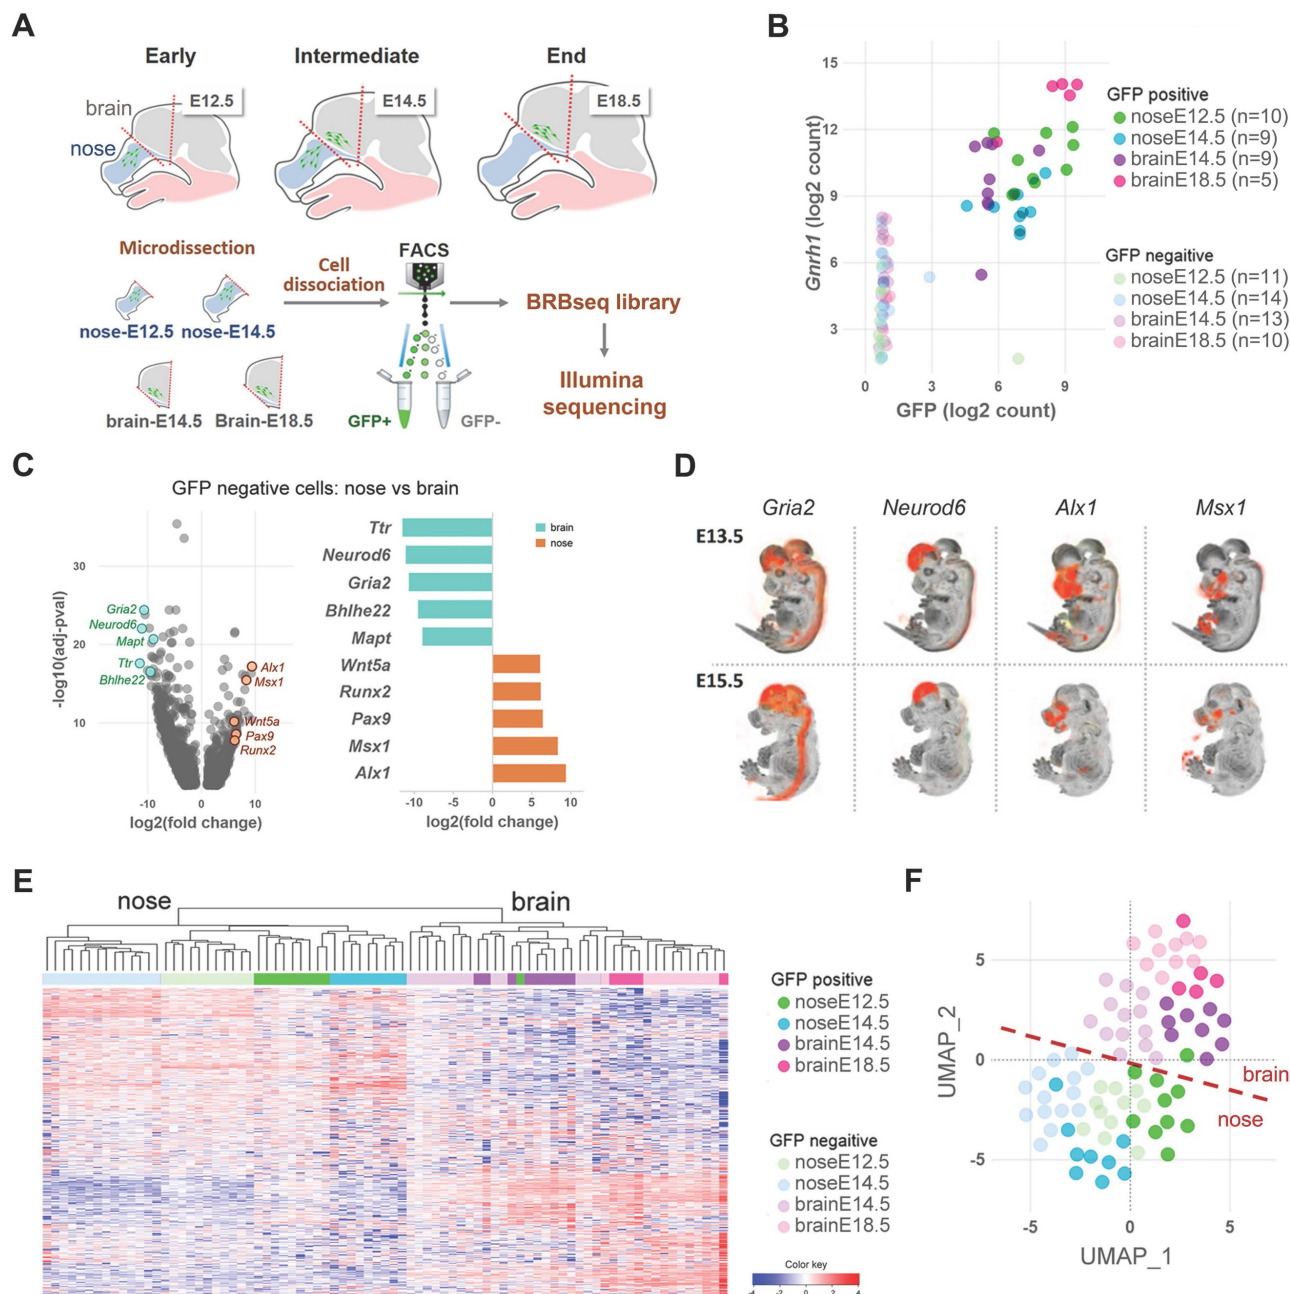 A
Early
Intermediate
End
brain
E12.5
E14.5
E18.5
nose
Microdissection
FACS
Cell
dissociation
BRBseq library
nose-E12.5
nose-E14.5
Illumina
sequencing
brain-E14.5
Brain-E18.5
GFP+
GFP-
B
15
12
9
6
3
Gnrh1 (log2 count)
0
3
6
9
GFP (log2 count)
GFP positive
noseE12.5 (n=10)
noseE14.5 (n=9)
brainE14.5 (n=9)
brainE18.5 (n=5)
GFP negaitive
noseE12.5 (n=11)
noseE14.5 (n=14)
brainE14.5 (n=13)
brainE18.5 (n=10)
C
GFP negative cells: nose vs brain
-log10(adj-pval)
30
20
10
Gria2
Neurod6
Mapt
Ttr
Bhlhe22
Alx1
Msx1
Wnt5a
Pax9
Runx2
-10
0
10
log2(fold change)
Ttr
Neurod6
Gria2
Bhlhe22
Mapt
Wnt5a
Runx2
Pax9
Msx1
Alx1
brain
nose
-10
-5
0
5
10
log2(fold change)
D
Gria2
Neurod6
Alx1
Msx1
E13.5
E15.5
E
nose
brain
GFP positive
noseE12.5
noseE14.5
brainE14.5
brainE18.5
GFP negaitive
noseE12.5
noseE14.5
brainE14.5
brainE18.5
Color key
-4
-2
0
2
4
F
UMAP_2
5
0
-5
brain
nose
-5
0
5
UMAP_1